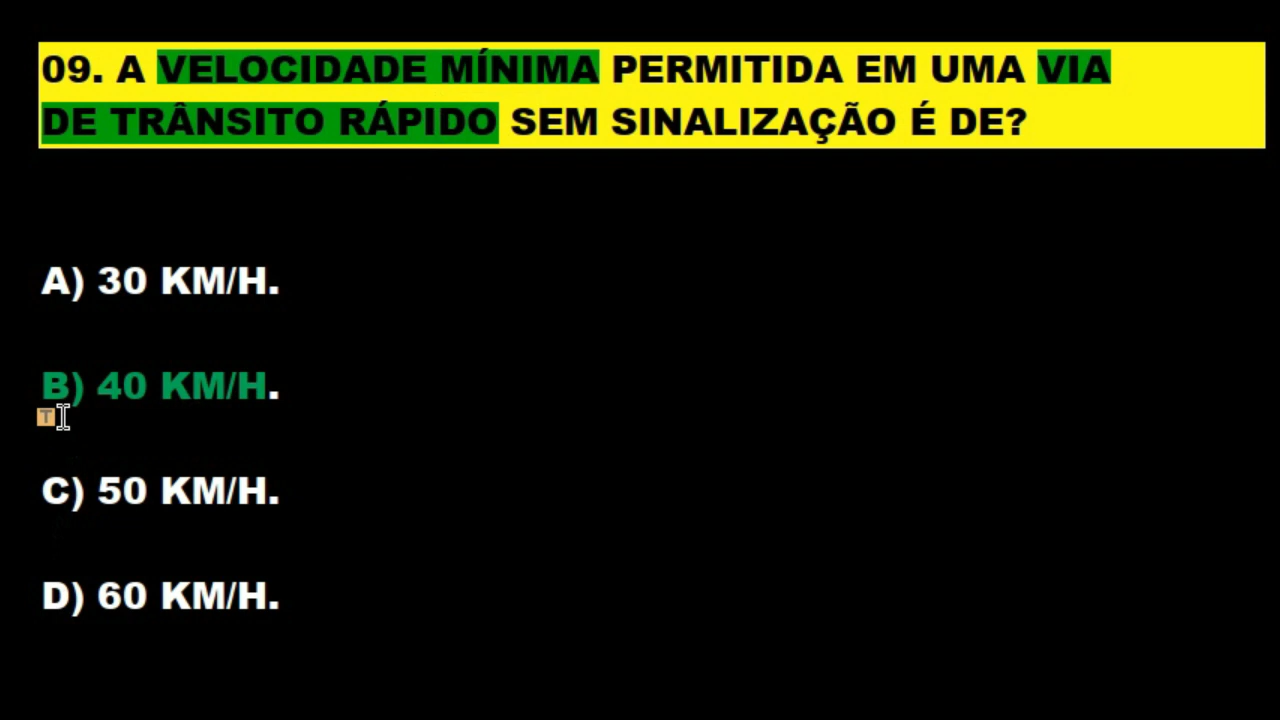 09. A VELOCIDADE MÍNIMA PERMITIDA EM UMA VIA
DE TRÂNSITO RÁPIDO SEM SINALIZAÇÃO É DE?
A) 30 KM/H.
B) 40 KM/H.
T
C) 50 KM/H.
D) 60 KM/H.